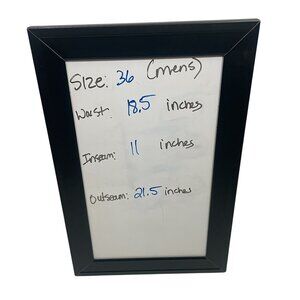 Size: 36 (mens)
Waist: 18.5 inches
Inseam: 11 inches
Outseam: 21.5 inches